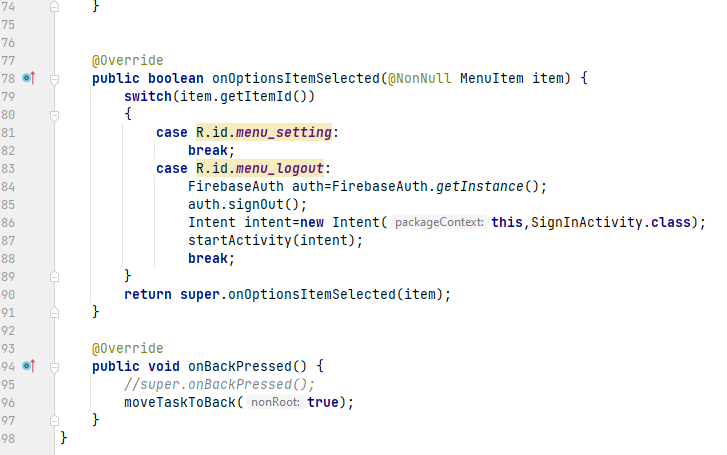 74 }
75
76
77 @Override
78 public boolean onOptionsItemSelected(@NonNull MenuItem item) {
79 switch(item.getItemId())
80 {
81 case R.id.menu_setting:
82 break;
83 case R.id.menu_logout:
84 FirebaseAuth auth=FirebaseAuth.getInstance();
85 auth.signOut();
86 Intent intent=new Intent( packageContext: this,SignInActivity.class);
87 startActivity(intent);
88 break;
89 }
90 return super.onOptionsItemSelected(item);
91 }
92
93 @Override
94 public void onBackPressed() {
95 //super.onBackPressed();
96 moveTaskToBack( nonRoot: true);
97 }
98 }